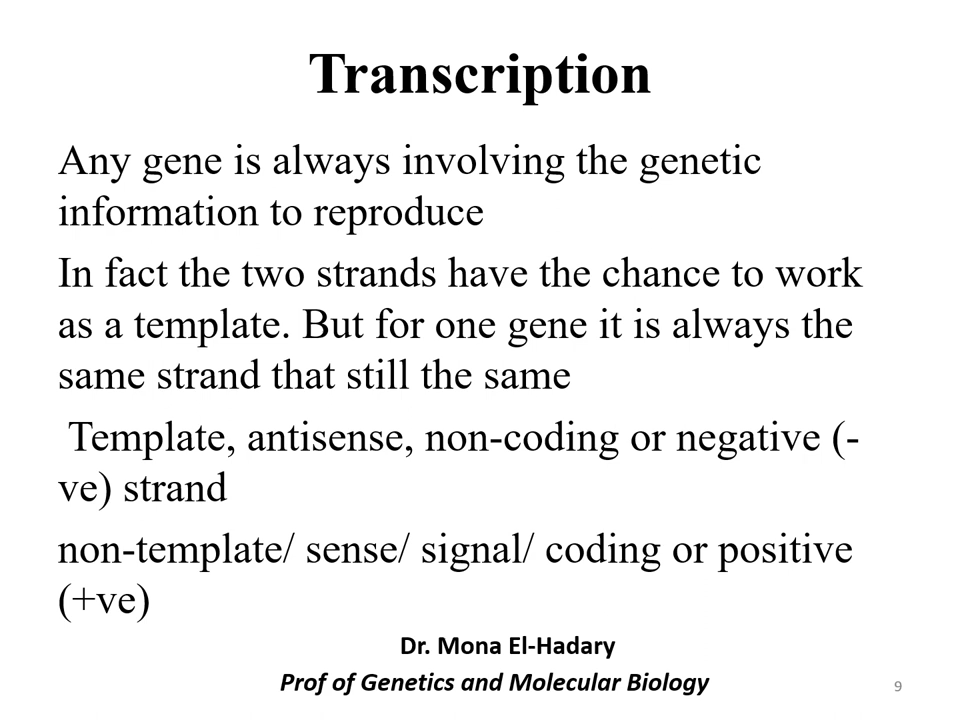 Transcription
Any gene is always involving the genetic
information to reproduce
In fact the two strands have the chance to work
as a template. But for one gene it is always the
same strand that still the same
Template, antisense, non-coding or negative (-
ve) strand
non-template/ sense/ signal/ coding or positive
(+ve)
Dr. Mona El-Hadary
Prof of Genetics and Molecular Biology
9